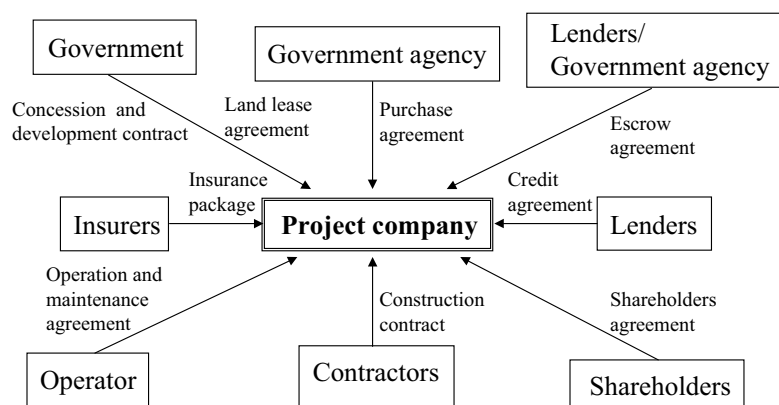 Government
Government agency
Lenders/
Government agency
Concession and
development contract
Land lease
agreement
Purchase
agreement
Escrow
agreement
Insurance
package
Credit
agreement
Insurers
Project company
Lenders
Operation and
maintenance
agreement
Construction
contract
Shareholders
agreement
Operator
Contractors
Shareholders